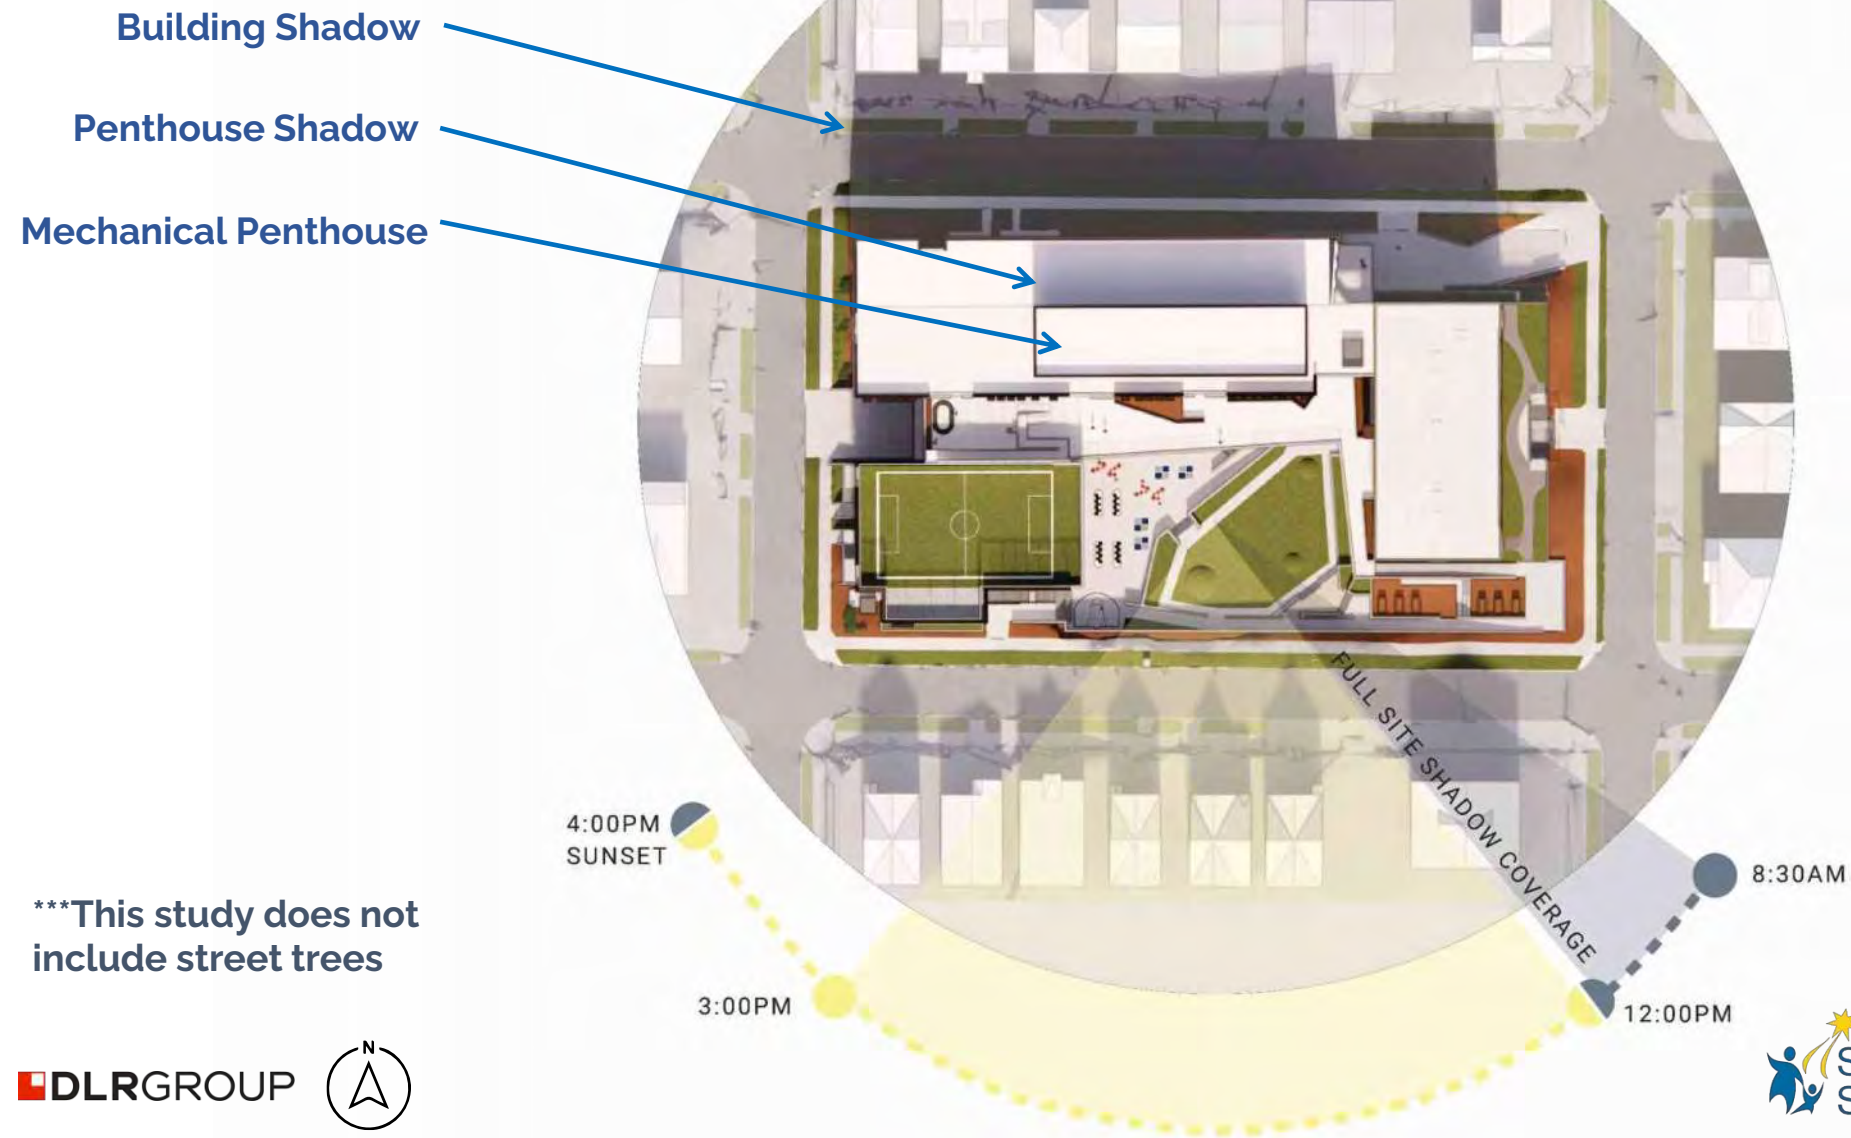 Building Shadow
Penthouse Shadow
Mechanical Penthouse
FULL SITE SHADOW COVERAGE
4:00PM
SUNSET
8:30AM
3:00PM
12:00PM
***This study does not
include street trees
DLRGROUP
N
S
S